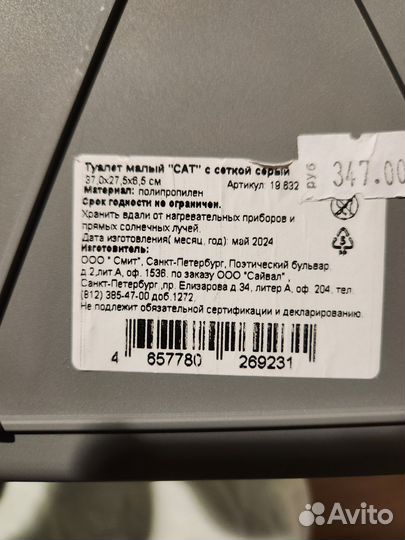 Туалет малый "CAT" с сеткой серый
37,0х27,5х6,5 см Артикул: 19.632
Материал: полипропилен
Срок годности не ограничен.
Хранить вдали от нагревательных приборов и
прямых солнечных лучей.
Дата изготовления( месяц, год): май 2024
Изготовитель:
ООО " Смит", Санкт-Петербург, Поэтический бульвар
д.2,лит.А, оф. 1536. по заказу ООО "Сайвал",
Санкт-Петербург ,пр. Елизарова д 34, литер А, оф. 204, тел.
(812) 385-47-00 доб.1272.
Не подлежит обязательной сертификации и декларированию.
4 657780 269231
руб 347.00
5
Avito